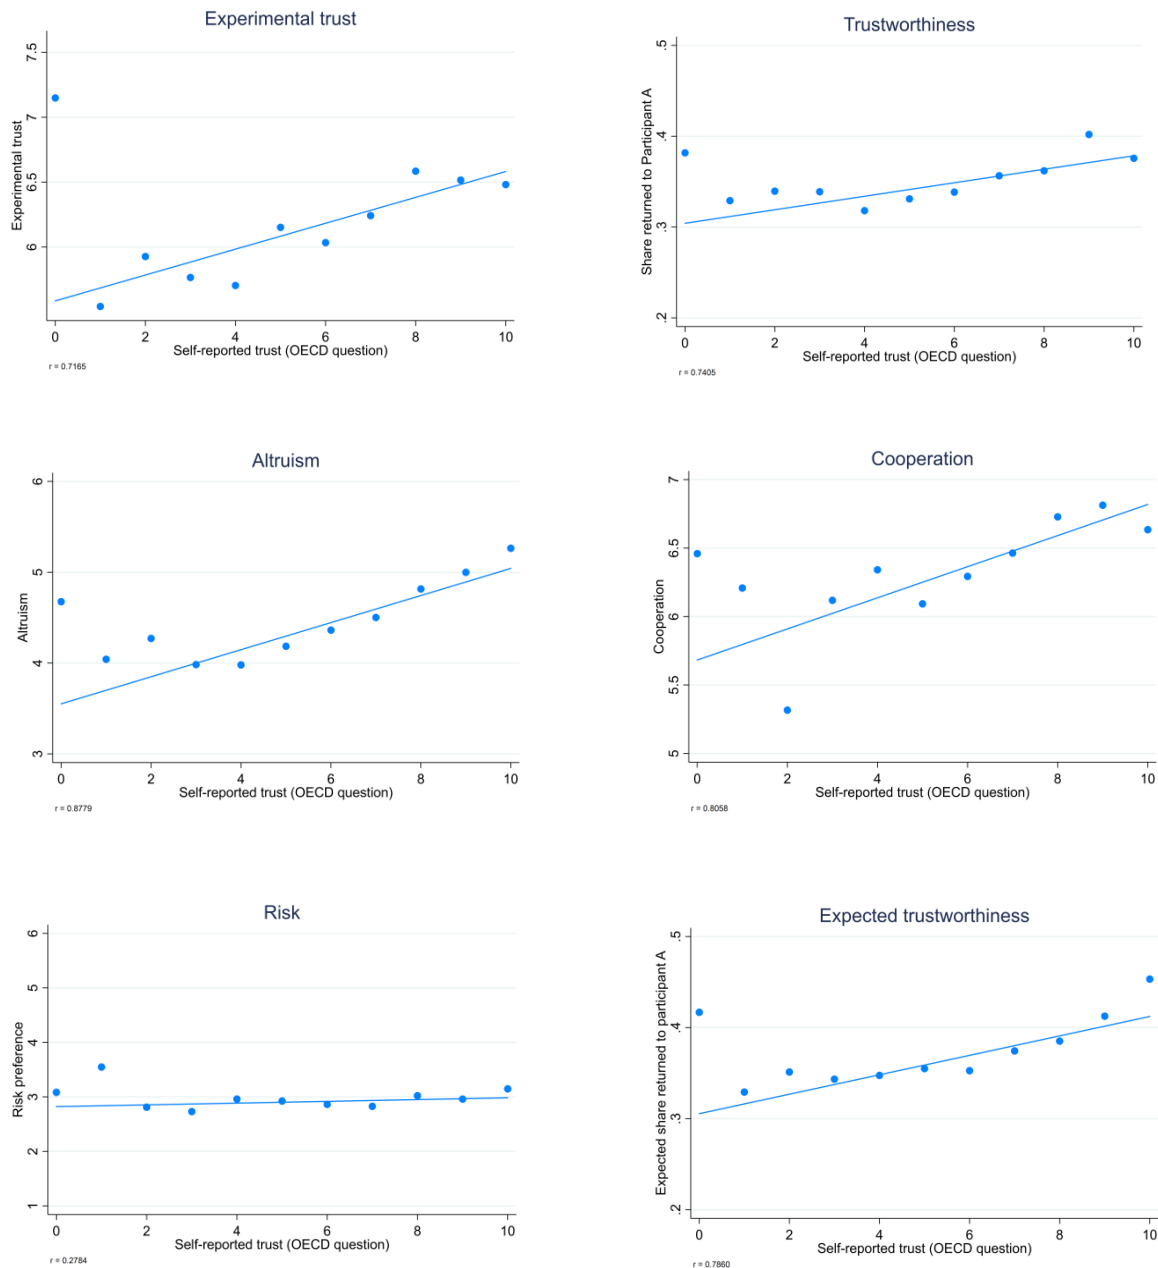 Experimental trust
Experimental trust
7.5
7
6.5
6
0 2 4 6 8 10
Self-reported trust (OECD question)
r = 0.7165
Trustworthiness
Share returned to Participant A
.5
.4
.3
.2
0 2 4 6 8 10
Self-reported trust (OECD question)
r = 0.7405
Altruism
Altruism
6
5
4
3
0 2 4 6 8 10
Self-reported trust (OECD question)
r = 0.8779
Cooperation
Cooperation
7
6.5
6
5.5
5
0 2 4 6 8 10
Self-reported trust (OECD question)
r = 0.8058
Risk
Risk preference
6
5
4
3
2
1
0 2 4 6 8 10
Self-reported trust (OECD question)
r = 0.2784
Expected trustworthiness
Expected share returned to participant A
.5
.4
.3
.2
0 2 4 6 8 10
Self-reported trust (OECD question)
r = 0.7860